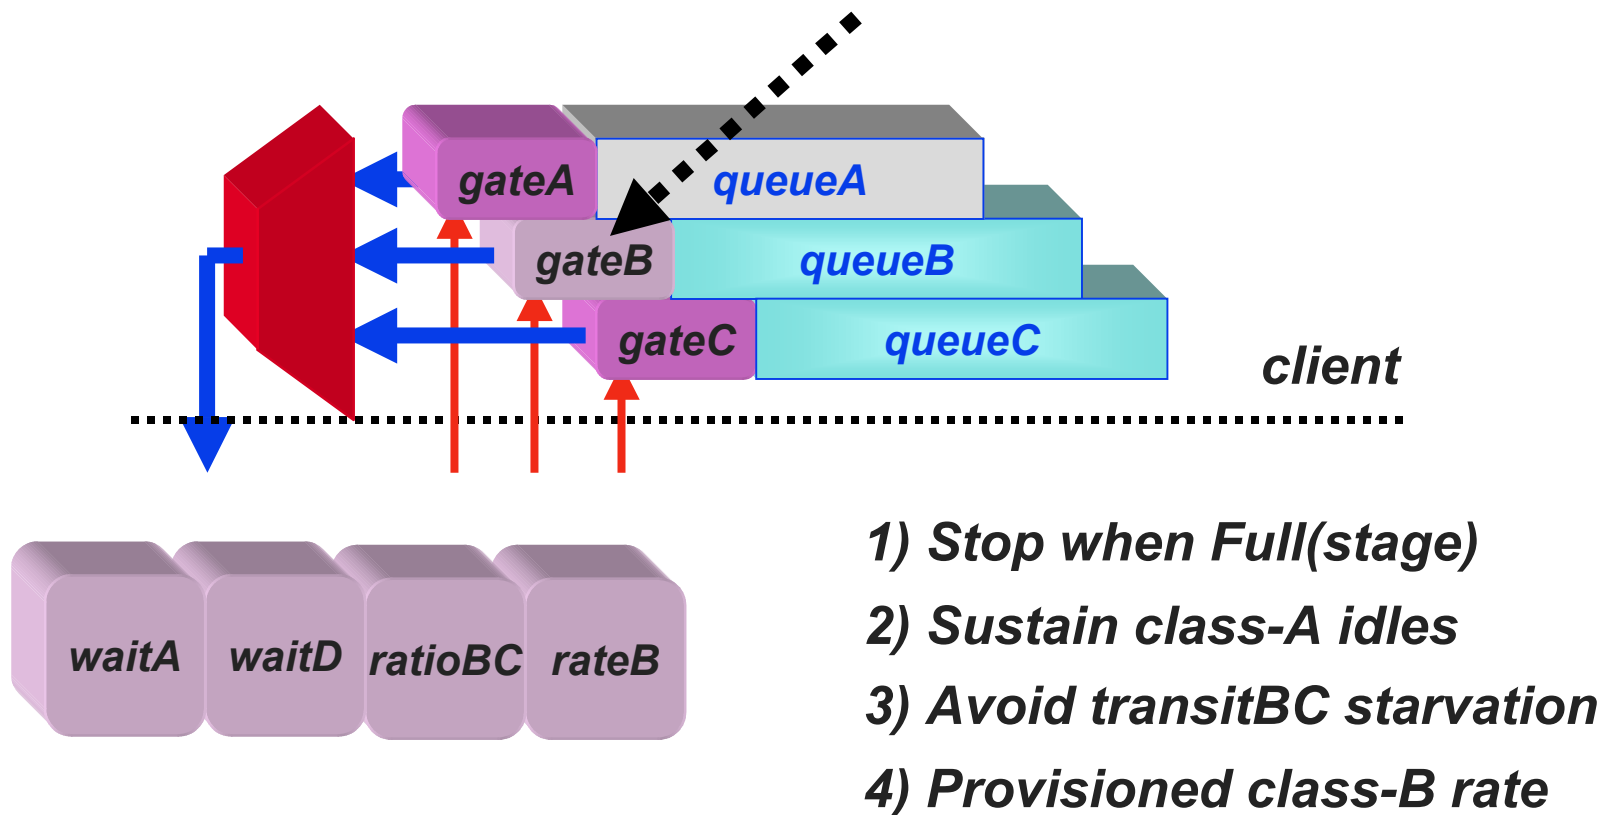 gateA queueA
gateB queueB
gateC queueC
client
waitA waitD ratioBC rateB
1) Stop when Full(stage)
2) Sustain class-A idles
3) Avoid transitBC starvation
4) Provisioned class-B rate